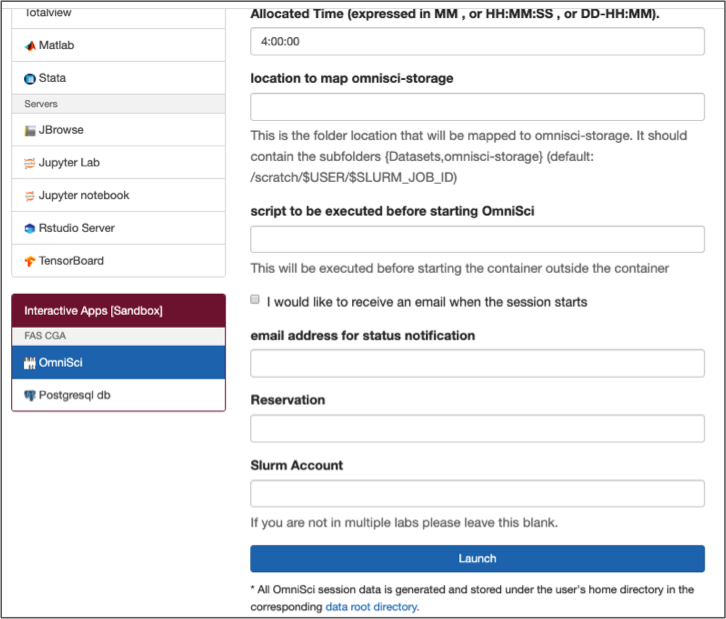 Totalview
Matlab
Stata
Servers
JBrowse
Jupyter Lab
Jupyter notebook
Rstudio Server
TensorBoard
Interactive Apps [Sandbox]
FAS CGA
OmniSci
Postgresql db
Allocated Time (expressed in MM , or HH:MM:SS , or DD-HH:MM).
4:00:00
location to map omnisci-storage
This is the folder location that will be mapped to omnisci-storage. It should
contain the subfolders {Datasets,omnisci-storage} (default:
/scratch/$USER/$SLURM_JOB_ID)
script to be executed before starting OmniSci
This will be executed before starting the container outside the container
I would like to receive an email when the session starts
email address for status notification
Reservation
Slurm Account
If you are not in multiple labs please leave this blank.
Launch
* All OmniSci session data is generated and stored under the user's home directory in the
corresponding data root directory.